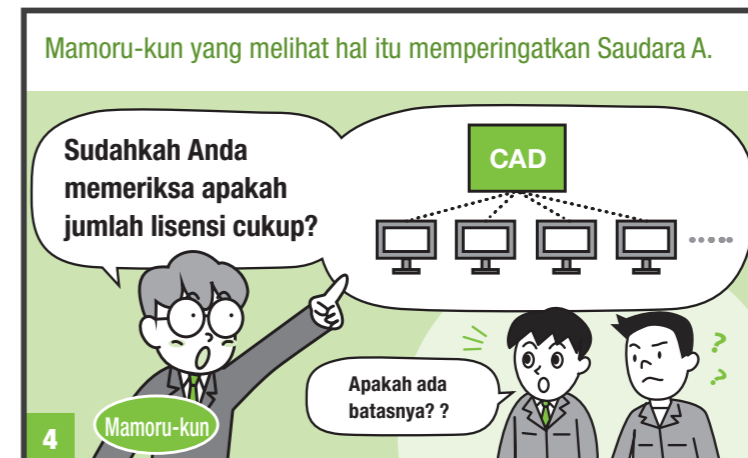 Mamoru-kun yang melihat hal itu memperingatkan Saudara A.
Sudahkah Anda
memeriksa apakah
jumlah lisensi cukup?
CAD
Apakah ada
batasnya? ?
? ?
4
Mamoru-kun